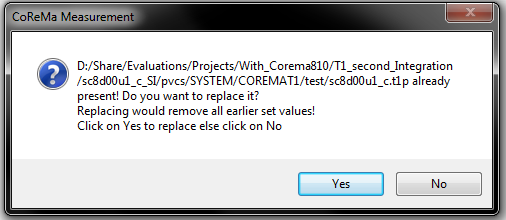 CoReMa Measurement
D:/Share/Evaluations/Projects/With_Corema810/T1_second_Integration
/sc8d00u1_c_SI/pvcs/SYSTEM/COREMAT1/test/sc8d00u1_c.t1p already
present! Do you want to replace it?
Replacing would remove all earlier set values!
Click on Yes to replace else click on No
Yes
No